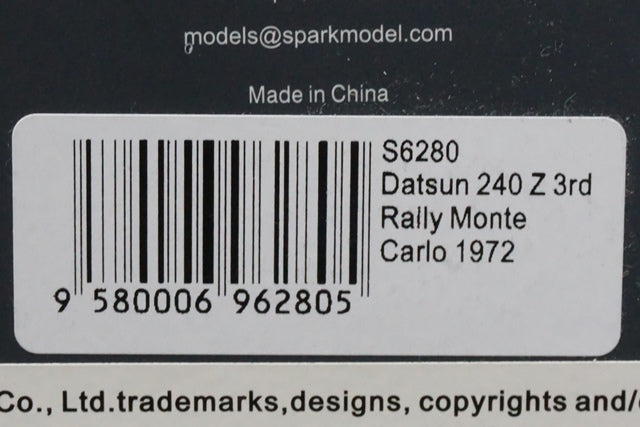 models@sparkmodel.com
Made in China
S6280
Datsun 240 Z 3rd
Rally Monte
Carlo 1972
9 580006 962805
Co., Ltd.trademarks,designs, copyrights and/